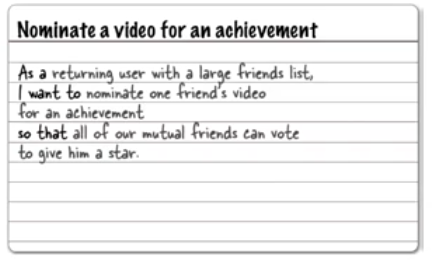 Nominate a video for an achievement
As a returning user with a large friends list,
I want to nominate one friend's video
for an achievement
so that all of our mutual friends can vote
to give him a star.